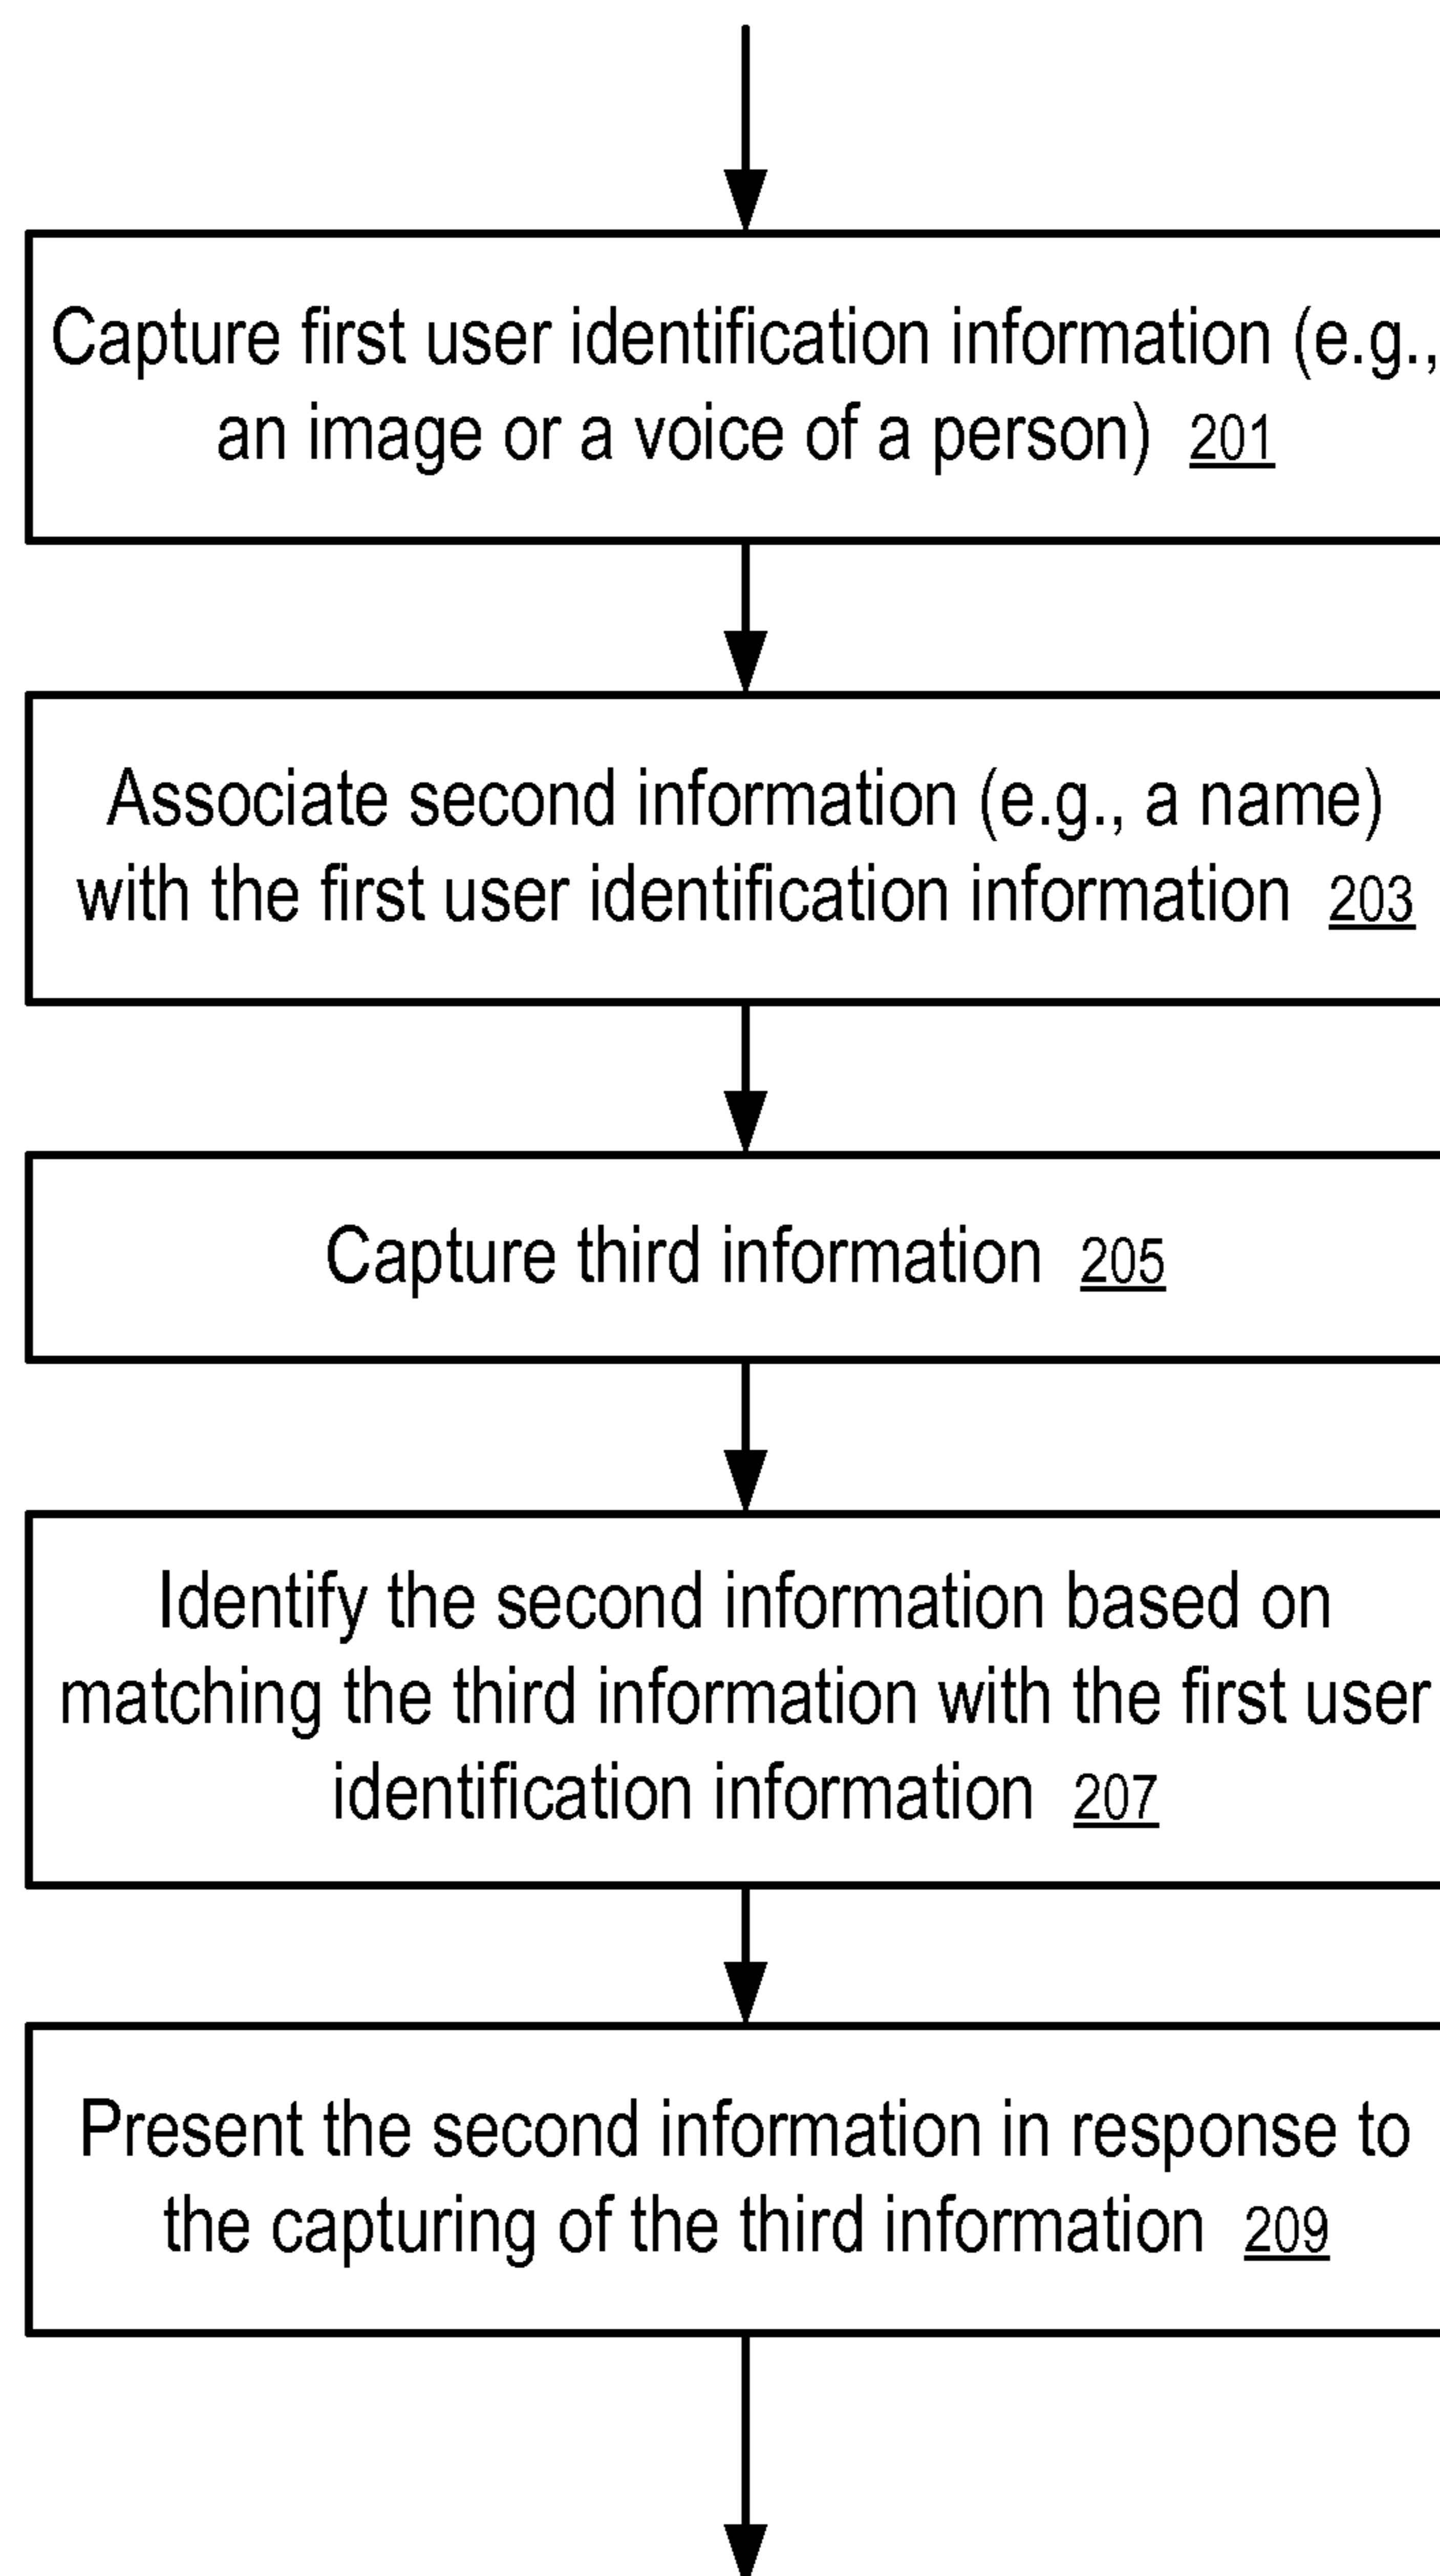 Capture first user identification information (e.g.,
an image or a voice of a person) 201
Associate second information (e.g., a name)
with the first user identification information 203
Capture third information 205
Identify the second information based on
matching the third information with the first user
identification information 207
Present the second information in response to
the capturing of the third information 209